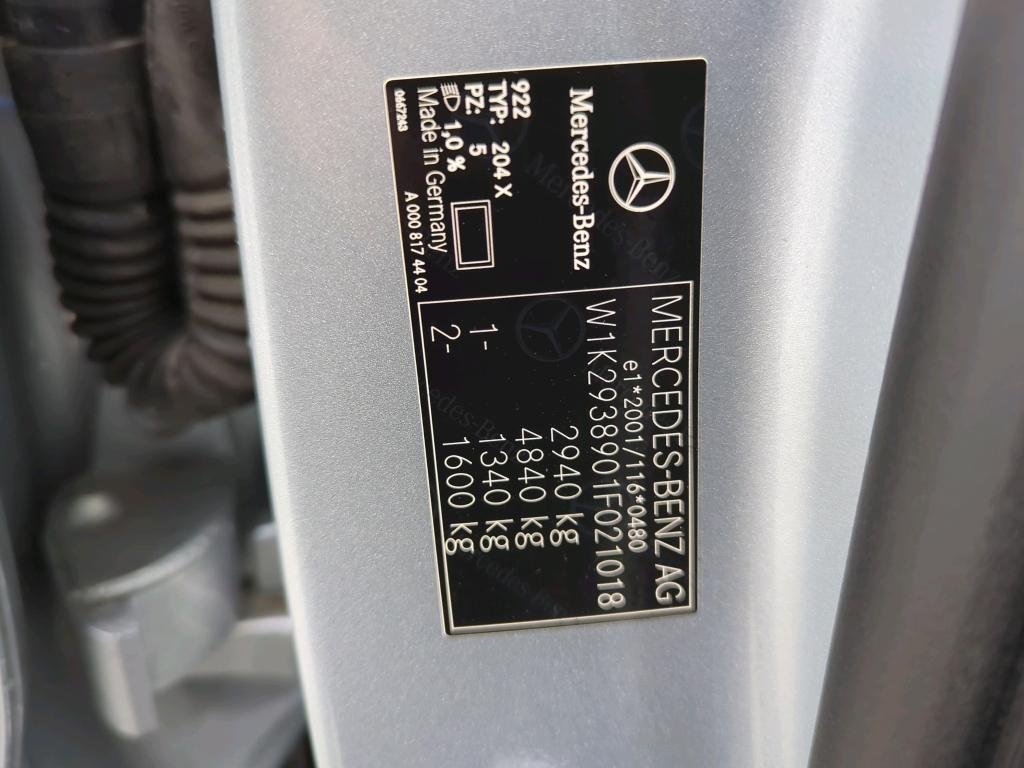 Mercedes-Benz
922
TYP: 204 X
PZ: 5
1,0 %
Made in Germany
A 000 817 44 04
MERCEDES-BENZ AG
e1*2001/116*0480
W1K2938901F021018
2940 kg
4840 kg
1- 1340 kg
2- 1600 kg